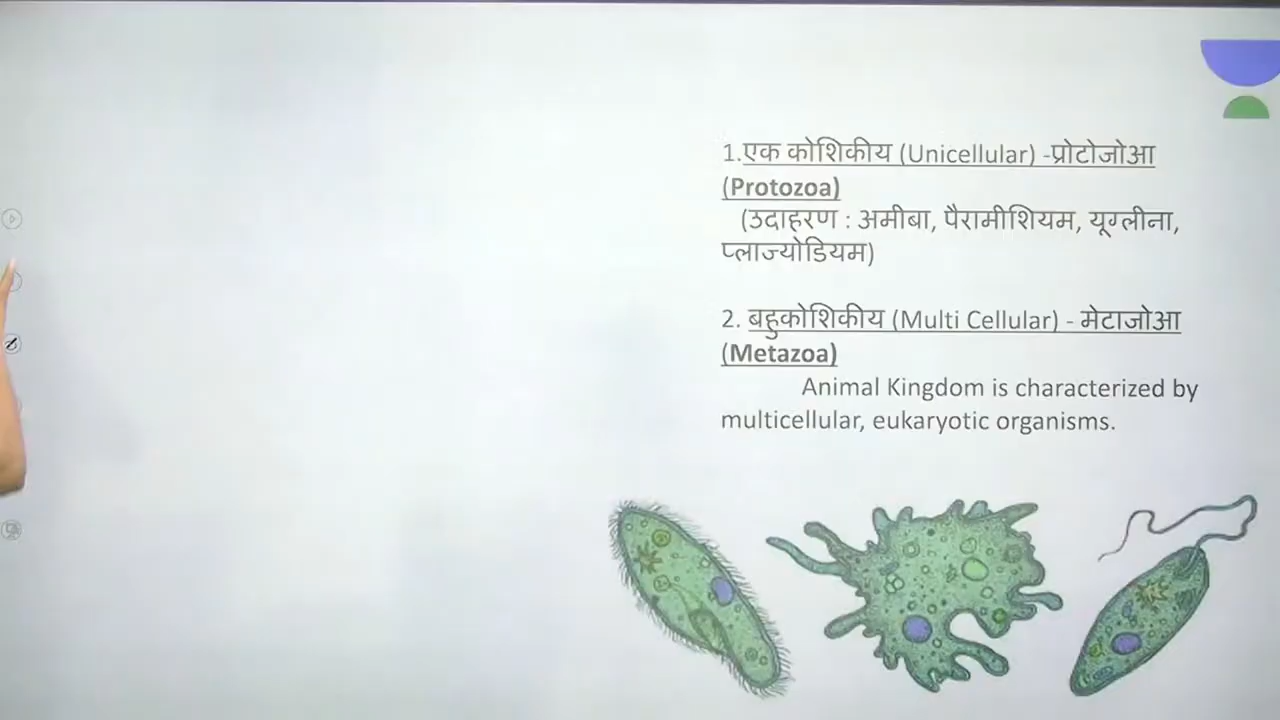 1.एक कोशिकीय (Unicellular) -प्रोटोजोआ
(Protozoa)
(उदाहरण : अमीबा, पैरामीशियम, यूग्लीना,
प्लाज्योडियम)
2. बहुकोशिकीय (Multi Cellular) - मेटाजोआ
(Metazoa)
Animal Kingdom is characterized by
multicellular, eukaryotic organisms.